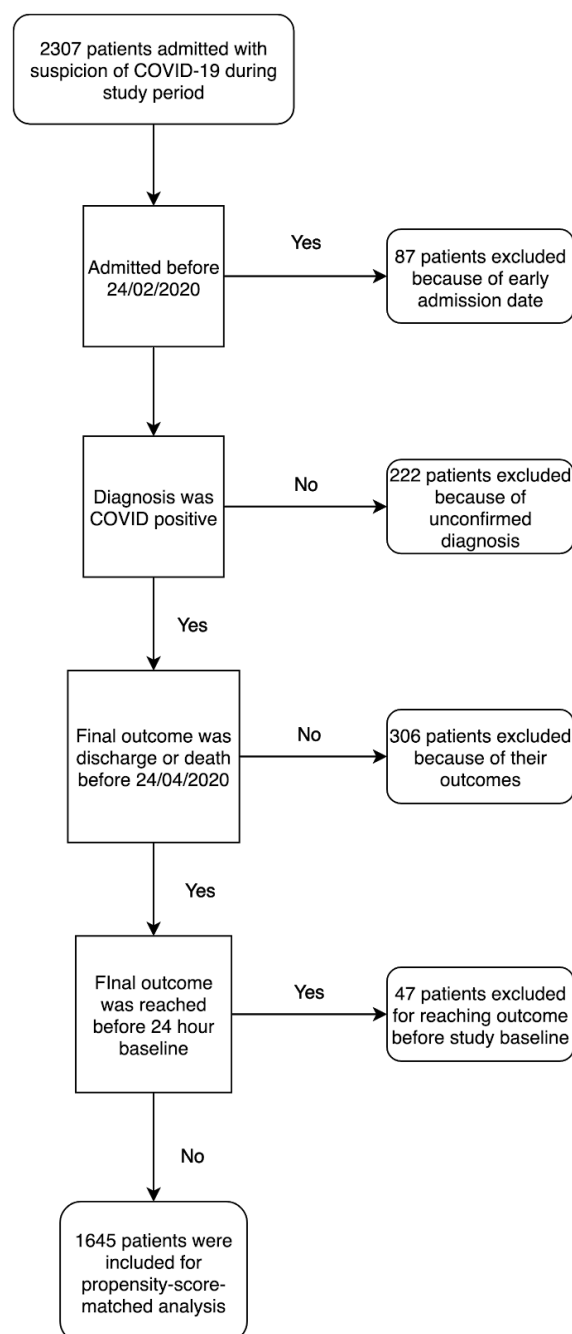 2307 patients admitted with
suspicion of COVID-19 during
study period
Admitted before
24/02/2020
Yes
87 patients excluded
because of early
admission date
Diagnosis was
COVID positive
No
222 patients excluded
because of
unconfirmed
diagnosis
Yes
Final outcome was
discharge or death
before 24/04/2020
No
306 patients excluded
because of their
outcomes
Yes
FInal outcome
was reached
before 24 hour
baseline
Yes
47 patients excluded
for reaching outcome
before study baseline
No
1645 patients were
included for
propensity-score-
matched analysis